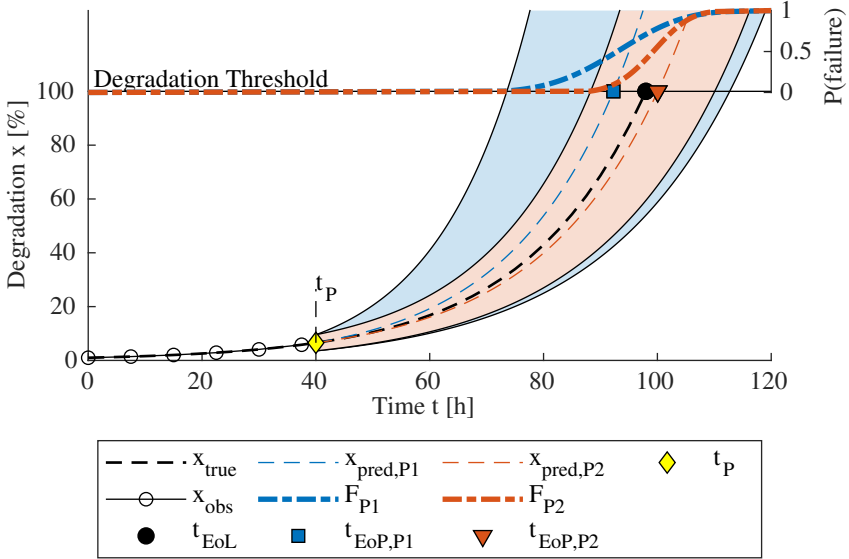 1
0.5
0
P(failure)
Degradation Threshold
100
80
60
40
20
0
Degradation x [%]
t_P
0 20 40 60 80 100 120
Time t [h]
x_true x_pred,P1 x_pred,P2 t_P
x_obs F_P1 F_P2
t_EoL t_EoP,P1 t_EoP,P2